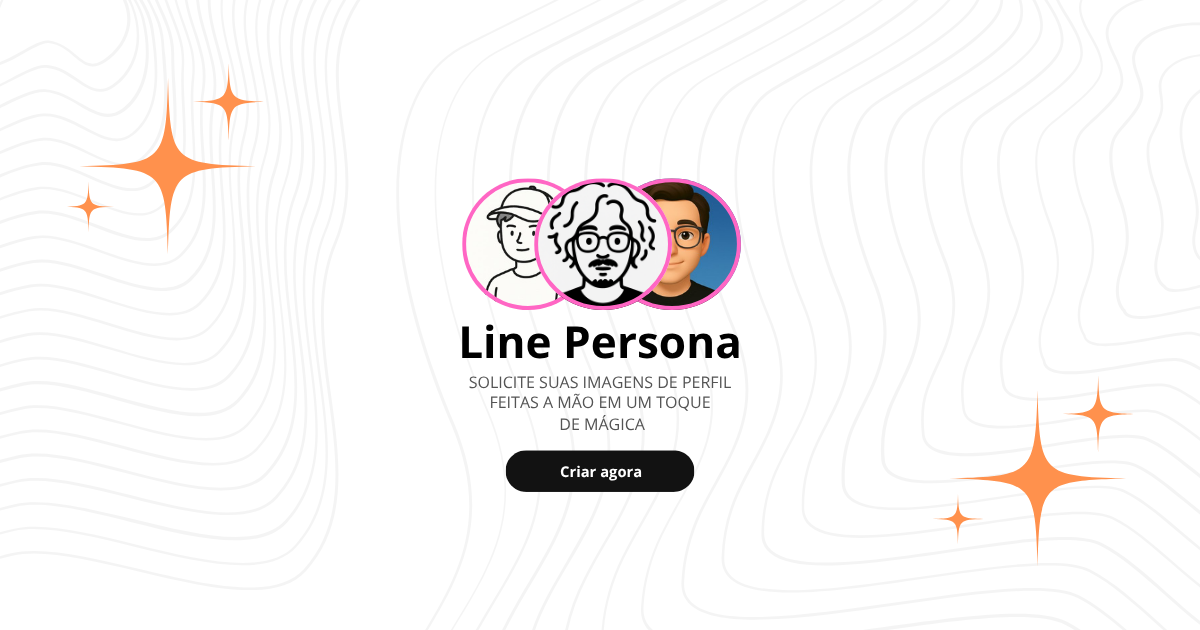 Line Persona
SOLICITE SUAS IMAGENS DE PERFIL
FEITAS A MÃO EM UM TOQUE
DE MÁGICA
Criar agora